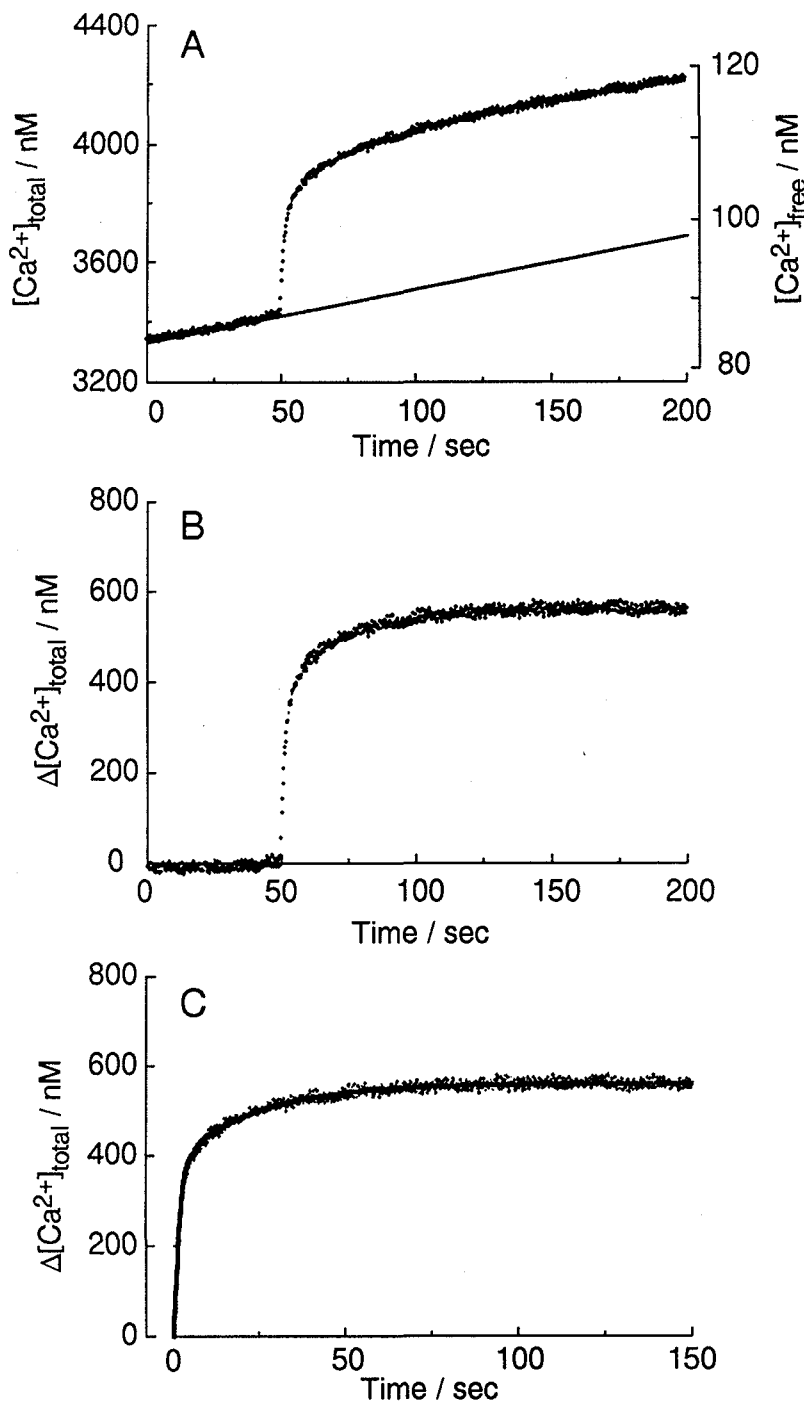 A
[Ca²⁺]total / nM
4400
4000
3600
3200
[Ca²⁺]free / nM
120
100
80
0 50 100 150 200
Time / sec
B
Δ[Ca²⁺]total / nM
800
600
400
200
0
0 50 100 150 200
Time / sec
C
Δ[Ca²⁺]total / nM
800
600
400
200
0
0 50 100 150
Time / sec